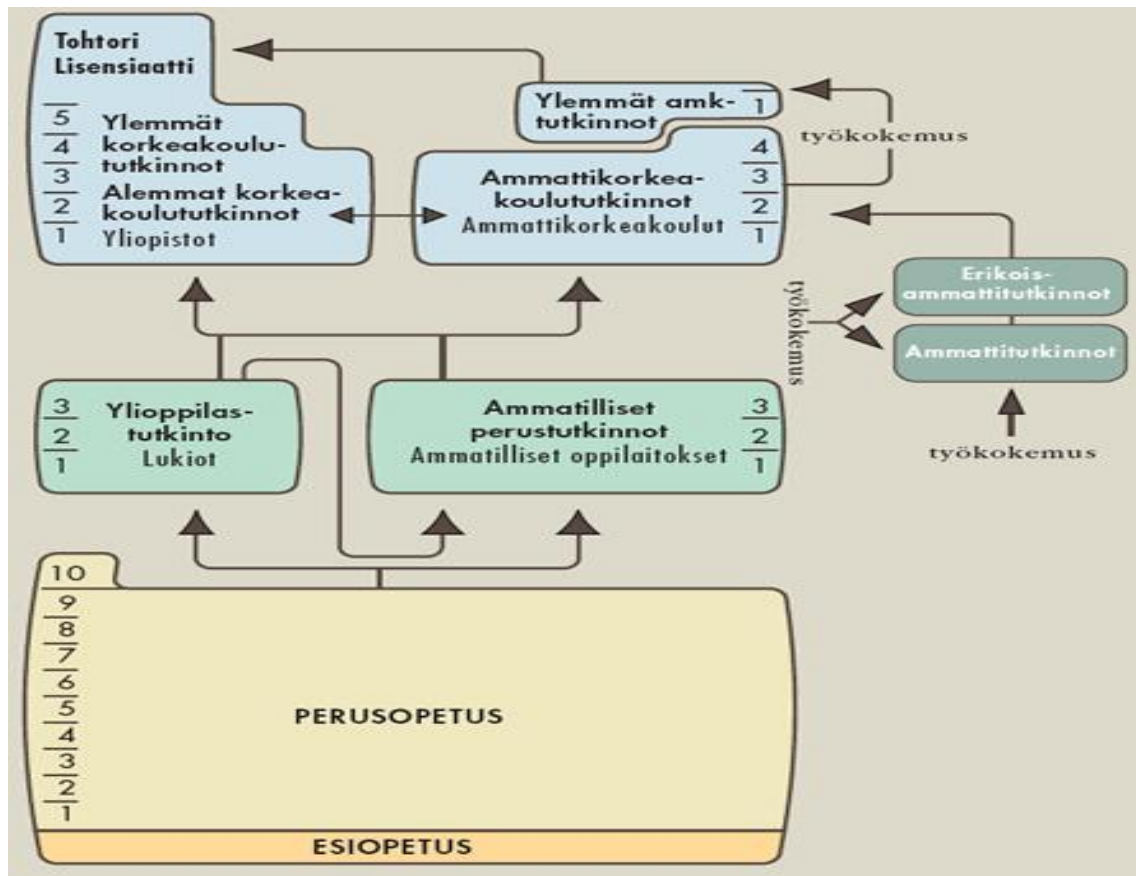 Tohtori
Lisensiaatti
5
4
3
2
1
Ylemmät
korkeakoulu-
tutkinnot
Alemmat korkea-
koulututkinnot
Yliopistot
Ylemmät amk-
tutkinnot
1
työkokemus
Ammattikorkea-
koulututkinnot
Ammattikorkeakoulut
4
3
2
1
Erikois-
ammattitutkinnot
työkokemus
Ammattitutkinnot
työkokemus
3
2
1
Ylioppilas-
tutkinto
Lukiot
Ammatilliset
perustutkinnot
Ammatilliset oppilaitokset
3
2
1
10
9
8
7
6
5
4
3
2
1
PERUSOPETUS
ESIOPETUS